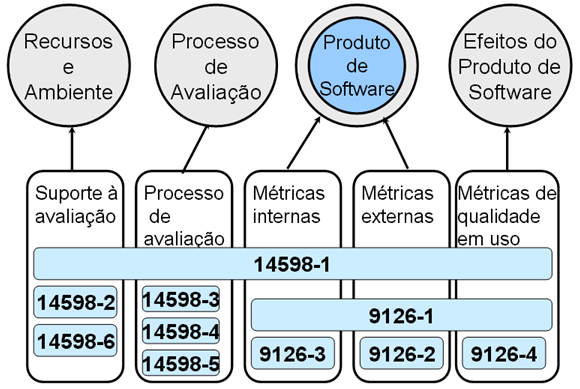 Recursos
e
Ambiente
Processo
de
Avaliação
Produto
de
Software
Efeitos do
Produto de
Software
Suporte à
avaliação
Processo
de
avaliação
Métricas
internas
Métricas
externas
Métricas de
qualidade
em uso
14598-1
14598-2
14598-3
14598-4
14598-6
14598-5
9126-1
9126-3
9126-2
9126-4